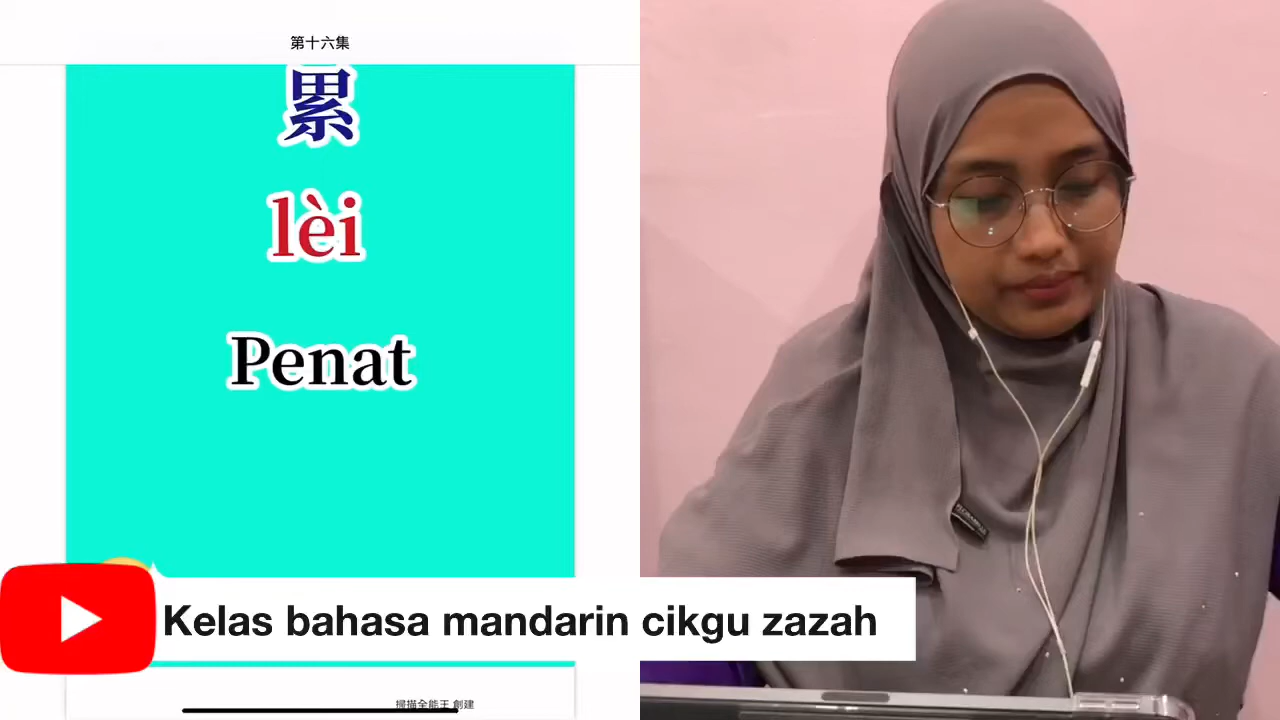 第十六集
累
lèi
Penat
Kelas bahasa mandarin cikgu zazah
掃描全能王 創建